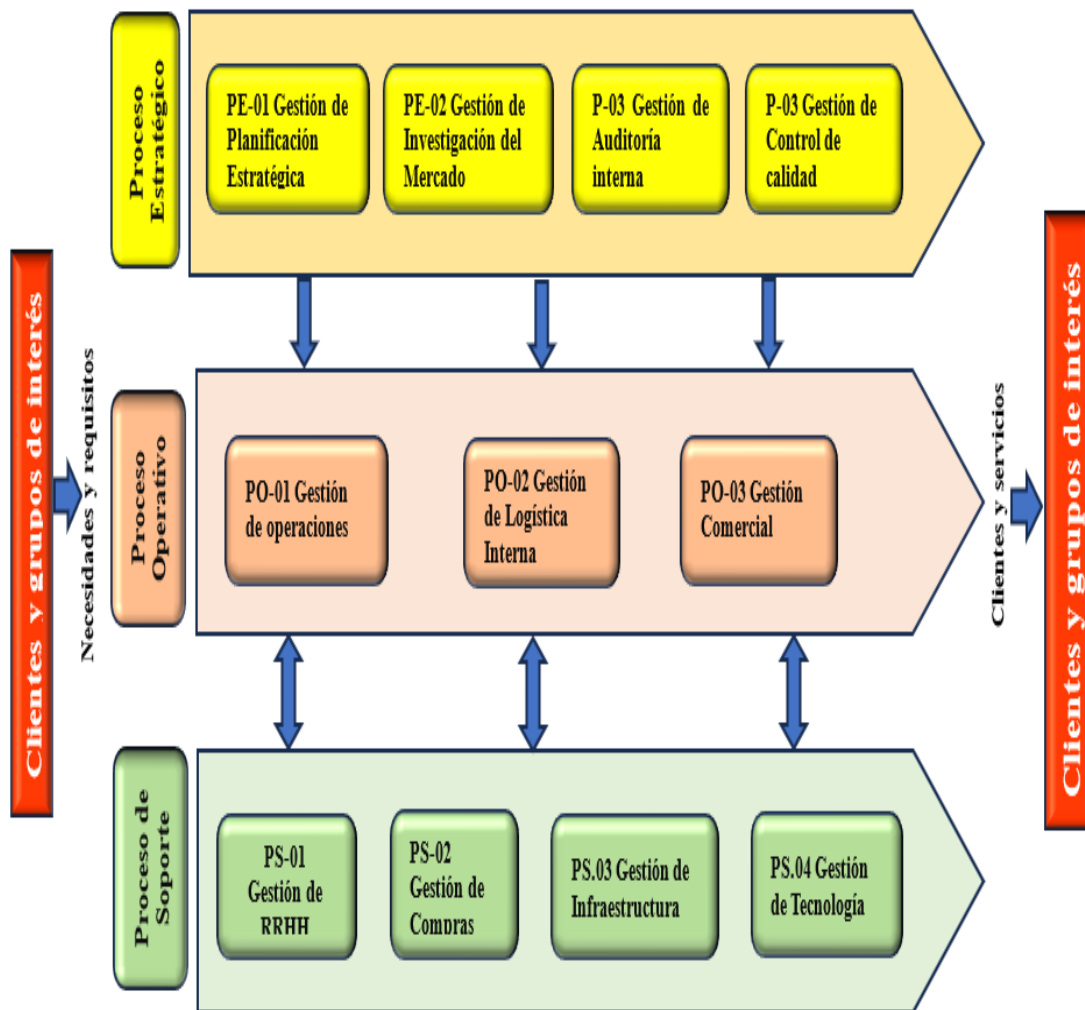 Clientes y grupos de interés
Necesidades y requisitos
Proceso
Estratégico
PE-01 Gestión de
Planificación
Estratégica
PE-02 Gestión de
Investigación del
Mercado
P-03 Gestión de
Auditoría
interna
P-03 Gestión de
Control de
calidad
Proceso
Operativo
PO-01 Gestión
de operaciones
PO-02 Gestión
de Logística
Interna
PO-03 Gestión
Comercial
Proceso de
Soporte
PS-01
Gestión de
RRHH
PS-02
Gestión de
Compras
PS.03 Gestión de
Infraestructura
PS.04 Gestión
de Tecnología
Clientes y servicios
Clientes y grupos de interés